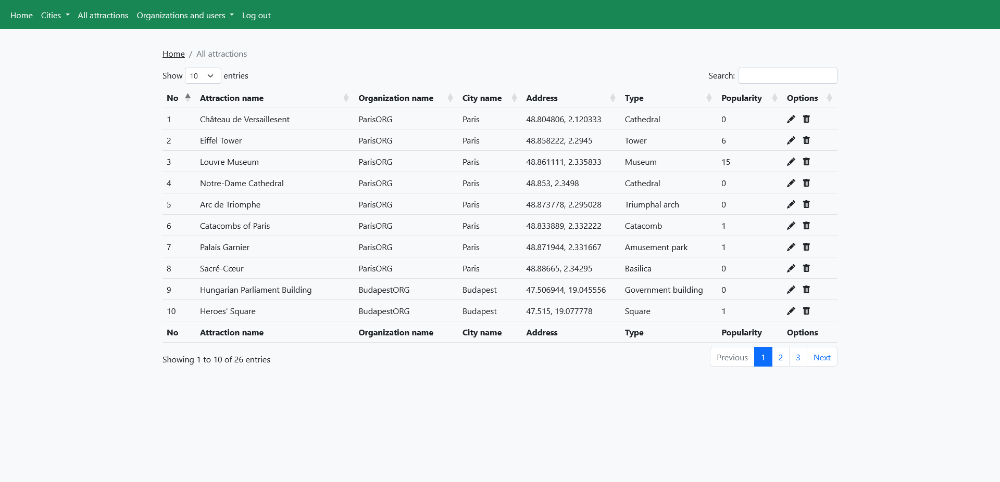 Home Cities All attractions Organizations and users Log out
Home / All attractions
Show 10 entries Search:
No Attraction name Organization name City name Address Type Popularity Options
1 Château de Versaillesent ParisORG Paris 48.804806, 2.120333 Cathedral 0
2 Eiffel Tower ParisORG Paris 48.858222, 2.2945 Tower 6
3 Louvre Museum ParisORG Paris 48.861111, 2.335833 Museum 15
4 Notre-Dame Cathedral ParisORG Paris 48.853, 2.3498 Cathedral 0
5 Arc de Triomphe ParisORG Paris 48.873778, 2.295028 Triumphal arch 0
6 Catacombs of Paris ParisORG Paris 48.833889, 2.332222 Catacomb 1
7 Palais Garnier ParisORG Paris 48.871944, 2.331667 Amusement park 1
8 Sacré-Cœur ParisORG Paris 48.88665, 2.34295 Basilica 0
9 Hungarian Parliament Building BudapestORG Budapest 47.506944, 19.045556 Government building 0
10 Heroes' Square BudapestORG Budapest 47.515, 19.077778 Square 1
No Attraction name Organization name City name Address Type Popularity Options
Showing 1 to 10 of 26 entries Previous 1 2 3 Next